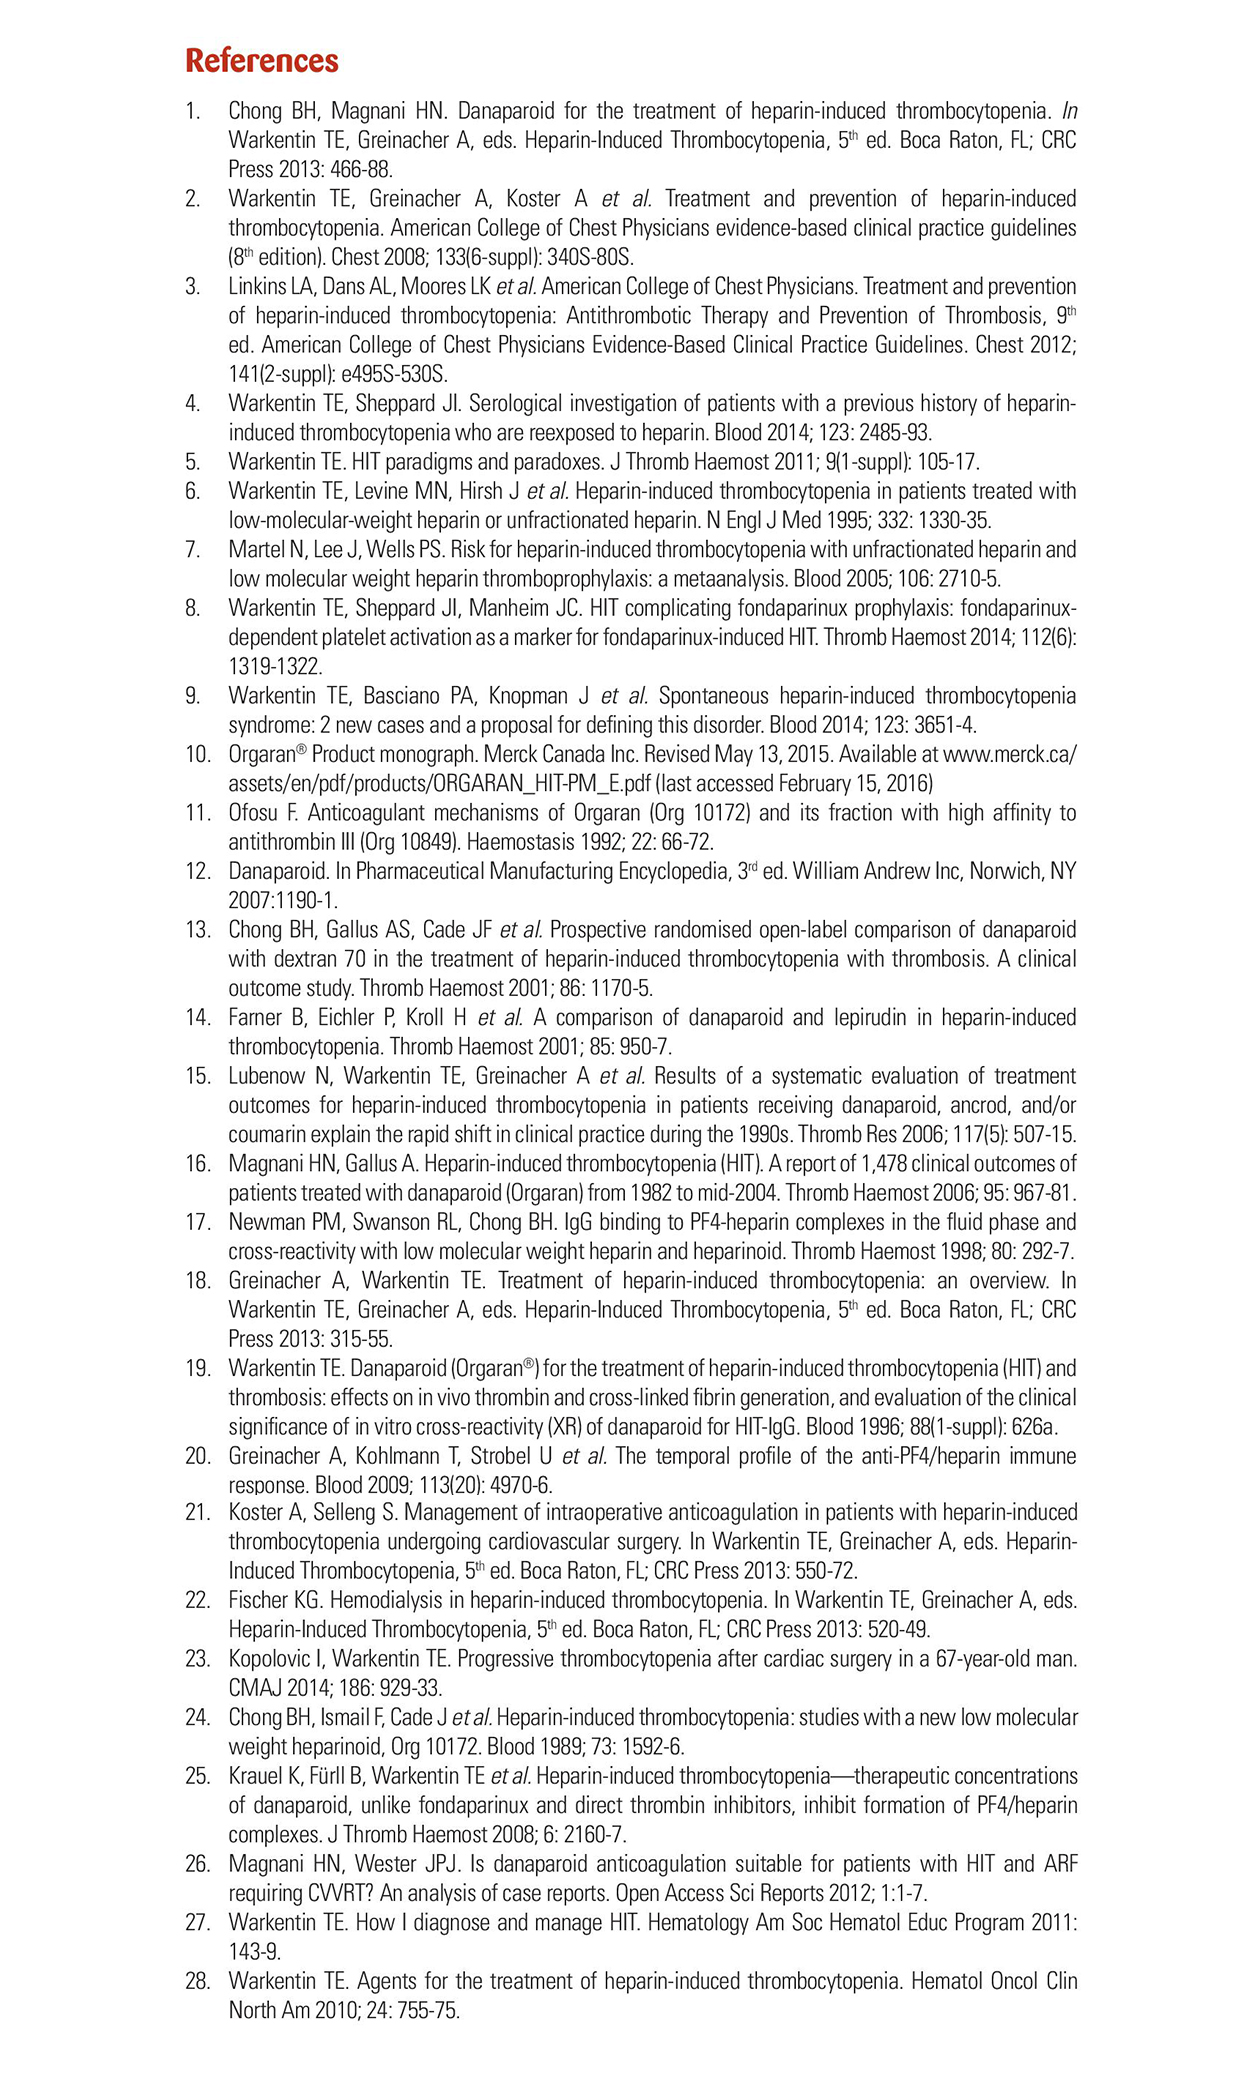 References
1. Chong BH, Magnani HN. Danaparoid for the treatment of heparin-induced thrombocytopenia. In
Warkentin TE, Greinacher A, eds. Heparin-Induced Thrombocytopenia, 5th ed. Boca Raton, FL; CRC
Press 2013: 466-88.
2. Warkentin TE, Greinacher A, Koster A et al. Treatment and prevention of heparin-induced
thrombocytopenia. American College of Chest Physicians evidence-based clinical practice guidelines
(8th edition). Chest 2008; 133(6-suppl): 340S-80S.
3. Linkins LA, Dans AL, Moores LK et al. American College of Chest Physicians. Treatment and prevention
of heparin-induced thrombocytopenia: Antithrombotic Therapy and Prevention of Thrombosis, 9th
ed. American College of Chest Physicians Evidence-Based Clinical Practice Guidelines. Chest 2012;
141(2-suppl): e495S-530S.
4. Warkentin TE, Sheppard JI. Serological investigation of patients with a previous history of heparin-
induced thrombocytopenia who are reexposed to heparin. Blood 2014; 123: 2485-93.
5. Warkentin TE. HIT paradigms and paradoxes. J Thromb Haemost 2011; 9(1-suppl): 105-17.
6. Warkentin TE, Levine MN, Hirsh J et al. Heparin-induced thrombocytopenia in patients treated with
low-molecular-weight heparin or unfractionated heparin. N Engl J Med 1995; 332: 1330-35.
7. Martel N, Lee J, Wells PS. Risk for heparin-induced thrombocytopenia with unfractionated heparin and
low molecular weight heparin thromboprophylaxis: a metaanalysis. Blood 2005; 106: 2710-5.
8. Warkentin TE, Sheppard JI, Manheim JC. HIT complicating fondaparinux prophylaxis: fondaparinux-
dependent platelet activation as a marker for fondaparinux-induced HIT. Thromb Haemost 2014; 112(6):
1319-1322.
9. Warkentin TE, Basciano PA, Knopman J et al. Spontaneous heparin-induced thrombocytopenia
syndrome: 2 new cases and a proposal for defining this disorder. Blood 2014; 123: 3651-4.
10. Orgaran® Product monograph. Merck Canada Inc. Revised May 13, 2015. Available at www.merck.ca/
assets/en/pdf/products/ORGARAN_HIT-PM_E.pdf (last accessed February 15, 2016)
11. Ofosu F. Anticoagulant mechanisms of Orgaran (Org 10172) and its fraction with high affinity to
antithrombin III (Org 10849). Haemostasis 1992; 22: 66-72.
12. Danaparoid. In Pharmaceutical Manufacturing Encyclopedia, 3rd ed. William Andrew Inc, Norwich, NY
2007:1190-1.
13. Chong BH, Gallus AS, Cade JF et al. Prospective randomised open-label comparison of danaparoid
with dextran 70 in the treatment of heparin-induced thrombocytopenia with thrombosis. A clinical
outcome study. Thromb Haemost 2001; 86: 1170-5.
14. Farner B, Eichler P, Kroll H et al. A comparison of danaparoid and lepirudin in heparin-induced
thrombocytopenia. Thromb Haemost 2001; 85: 950-7.
15. Lubenow N, Warkentin TE, Greinacher A et al. Results of a systematic evaluation of treatment
outcomes for heparin-induced thrombocytopenia in patients receiving danaparoid, ancrod, and/or
coumarin explain the rapid shift in clinical practice during the 1990s. Thromb Res 2006; 117(5): 507-15.
16. Magnani HN, Gallus A. Heparin-induced thrombocytopenia (HIT). A report of 1,478 clinical outcomes of
patients treated with danaparoid (Orgaran) from 1982 to mid-2004. Thromb Haemost 2006; 95: 967-81.
17. Newman PM, Swanson RL, Chong BH. IgG binding to PF4-heparin complexes in the fluid phase and
cross-reactivity with low molecular weight heparin and heparinoid. Thromb Haemost 1998; 80: 292-7.
18. Greinacher A, Warkentin TE. Treatment of heparin-induced thrombocytopenia: an overview. In
Warkentin TE, Greinacher A, eds. Heparin-Induced Thrombocytopenia, 5th ed. Boca Raton, FL; CRC
Press 2013: 315-55.
19. Warkentin TE. Danaparoid (Orgaran®) for the treatment of heparin-induced thrombocytopenia (HIT) and
thrombosis: effects on in vivo thrombin and cross-linked fibrin generation, and evaluation of the clinical
significance of in vitro cross-reactivity (XR) of danaparoid for HIT-IgG. Blood 1996; 88(1-suppl): 626a.
20. Greinacher A, Kohlmann T, Strobel U et al. The temporal profile of the anti-PF4/heparin immune
response. Blood 2009; 113(20): 4970-6.
21. Koster A, Selleng S. Management of intraoperative anticoagulation in patients with heparin-induced
thrombocytopenia undergoing cardiovascular surgery. In Warkentin TE, Greinacher A, eds. Heparin-
Induced Thrombocytopenia, 5th ed. Boca Raton, FL; CRC Press 2013: 550-72.
22. Fischer KG. Hemodialysis in heparin-induced thrombocytopenia. In Warkentin TE, Greinacher A, eds.
Heparin-Induced Thrombocytopenia, 5th ed. Boca Raton, FL; CRC Press 2013: 520-49.
23. Kopolovic I, Warkentin TE. Progressive thrombocytopenia after cardiac surgery in a 67-year-old man.
CMAJ 2014; 186: 929-33.
24. Chong BH, Ismail F, Cade J et al. Heparin-induced thrombocytopenia: studies with a new low molecular
weight heparinoid, Org 10172. Blood 1989; 73: 1592-6.
25. Krauel K, Fürll B, Warkentin TE et al. Heparin-induced thrombocytopenia—therapeutic concentrations
of danaparoid, unlike fondaparinux and direct thrombin inhibitors, inhibit formation of PF4/heparin
complexes. J Thromb Haemost 2008; 6: 2160-7.
26. Magnani HN, Wester JPJ. Is danaparoid anticoagulation suitable for patients with HIT and ARF
requiring CVVRT? An analysis of case reports. Open Access Sci Reports 2012; 1:1-7.
27. Warkentin TE. How I diagnose and manage HIT. Hematology Am Soc Hematol Educ Program 2011:
143-9.
28. Warkentin TE. Agents for the treatment of heparin-induced thrombocytopenia. Hematol Oncol Clin
North Am 2010; 24: 755-75.